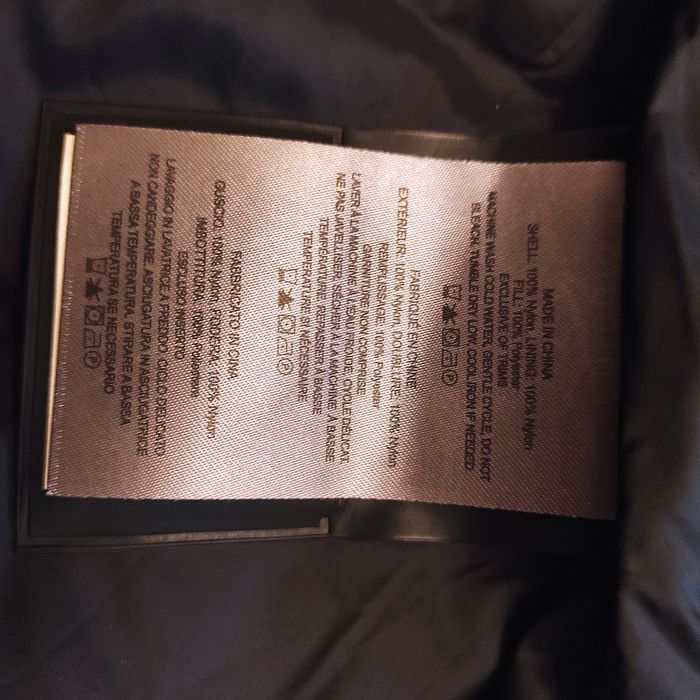 MADE IN CHINA
SHELL: 100% Nylon, LINING: 100% Nylon
FILL: 100% Polyester
EXCLUSIVE OF TRIMS
MACHINE WASH COLD WATER, GENTLE CYCLE, DO NOT
BLEACH, TUMBLE DRY LOW, COOL IRON IF NEEDED
FABRIQUÉ EN CHINE
EXTÉRIEUR: 100% Nylon, DOUBLURE: 100% Nylon
REMPLISSAGE: 100% Polyester
GARNITURE NON COMPRISE
LAVER À LA MACHINE À L'EAU FROIDE, CYCLE DÉLICAT,
NE PAS JAVELLISER, SÉCHER À LA MACHINE, À BASSE
TEMPÉRATURE, REPASSER À BASSE
TEMPÉRATURE SI NÉCESSAIRE
FABBRICATO IN CINA
GUSCIO: 100% Nylon, FODERA: 100% Nylon
IMBOTTITURA: 100% Poliestere
ESCLUSO INSERTO
LAVAGGIO IN LAVATRICE A FREDDO, CICLO DELICATO
NON CANDEGGIARE, ASCIUGATURA IN ASCIUGATRICE
A BASSA TEMPERATURA, STIRARE A BASSA
TEMPERATURA SE NECESSARIO